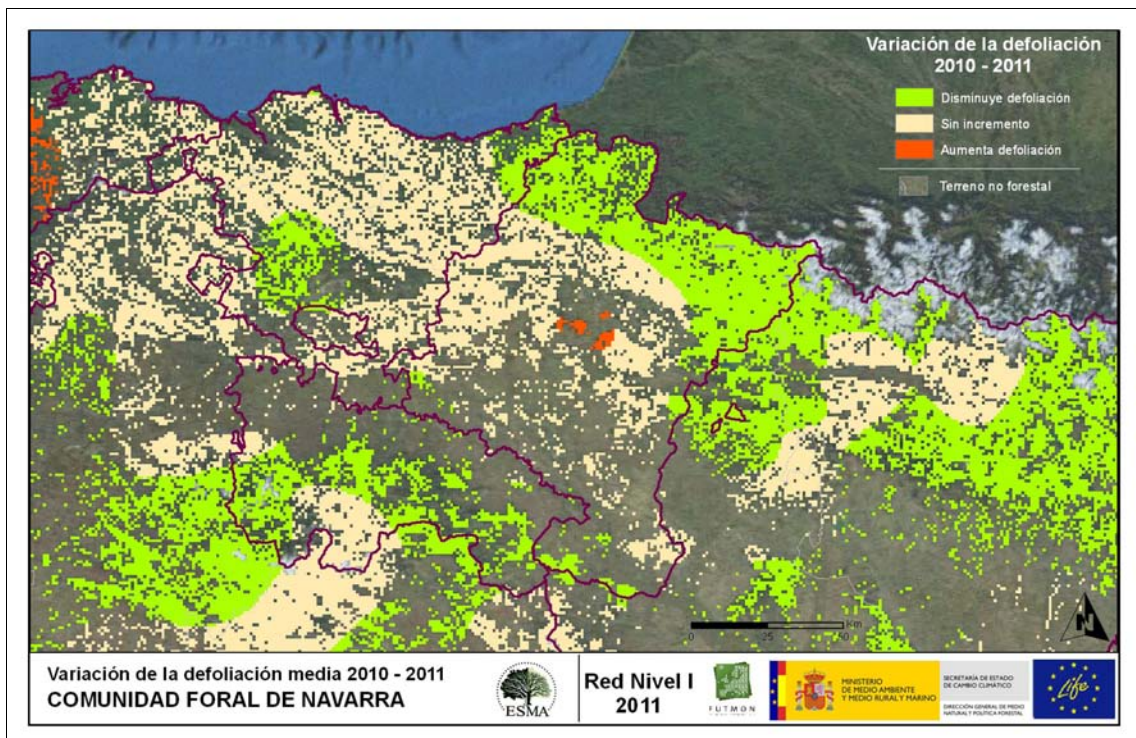 Variación de la defoliación
2010 - 2011
Disminuye defoliación
Sin incremento
Aumenta defoliación
Terreno no forestal
Km
0 25 50
N
Variación de la defoliación media 2010 - 2011
COMUNIDAD FORAL DE NAVARRA
ESMA
Red Nivel I
2011
FUTMON
MINISTERIO
DE MEDIO AMBIENTE
Y MEDIO RURAL Y MARINO
SECRETARÍA DE ESTADO
DE CAMBIO CLIMÁTICO
DIRECCIÓN GENERAL DE MEDIO
NATURAL Y POLÍTICA FORESTAL
Life